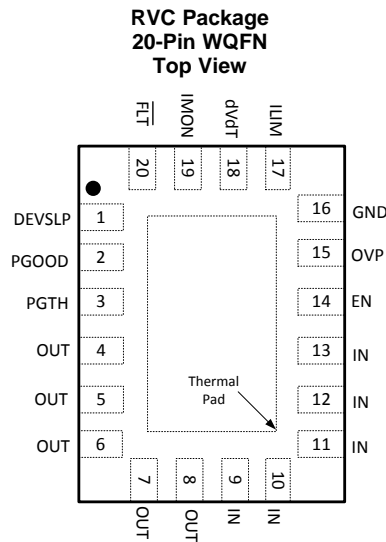 RVC Package
20-Pin WQFN
Top View
FLT
IMON
dVdT
ILIM
20
19
18
17
DEVSLP 1
PGOOD 2
PGTH 3
OUT 4
OUT 5
OUT 6
16 GND
15 OVP
14 EN
13 IN
12 IN
11 IN
Thermal
Pad
7
8
9
10
OUT
OUT
IN
IN